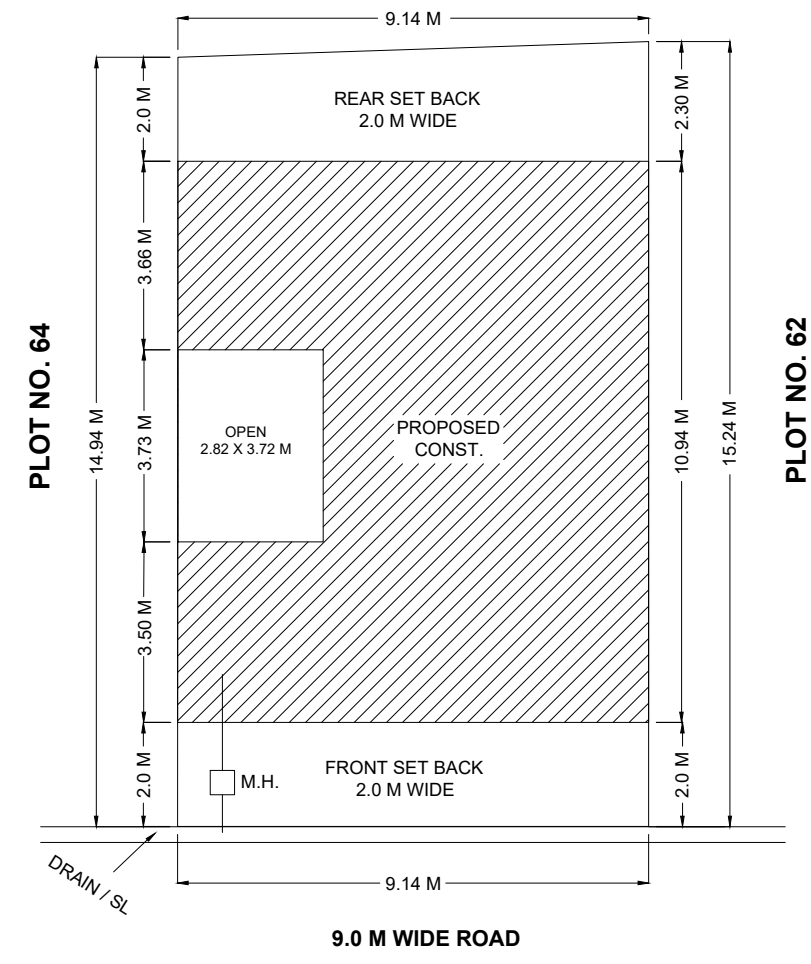 9.14 M
REAR SET BACK
2.0 M WIDE
2.0 M
2.30 M
3.66 M
PLOT NO. 64
14.94 M
3.73 M
OPEN
2.82 X 3.72 M
PROPOSED
CONST.
10.94 M
15.24 M
PLOT NO. 62
3.50 M
2.0 M
M.H.
FRONT SET BACK
2.0 M WIDE
2.0 M
DRAIN / SL
9.14 M
9.0 M WIDE ROAD